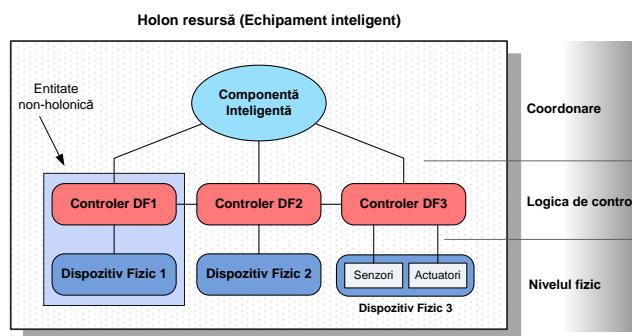 Holon resursă (Echipament inteligent)
Entitate
non-holonică
Componentă
Inteligentă
Coordonare
Controler DF1
Controler DF2
Controler DF3
Logica de contro
Dispozitiv Fizic 1
Dispozitiv Fizic 2
Senzori
Actuatori
Dispozitiv Fizic 3
Nivelul fizic